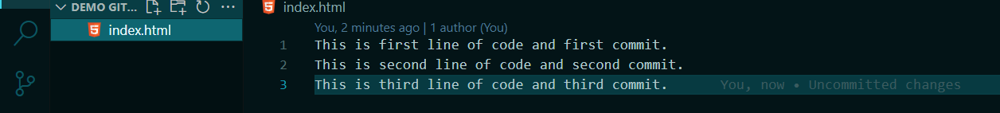 DEMO GIT...
index.html
index.html
You, 2 minutes ago | 1 author (You)
1 This is first line of code and first commit.
2 This is second line of code and second commit.
3 This is third line of code and third commit. You, now • Uncommitted changes